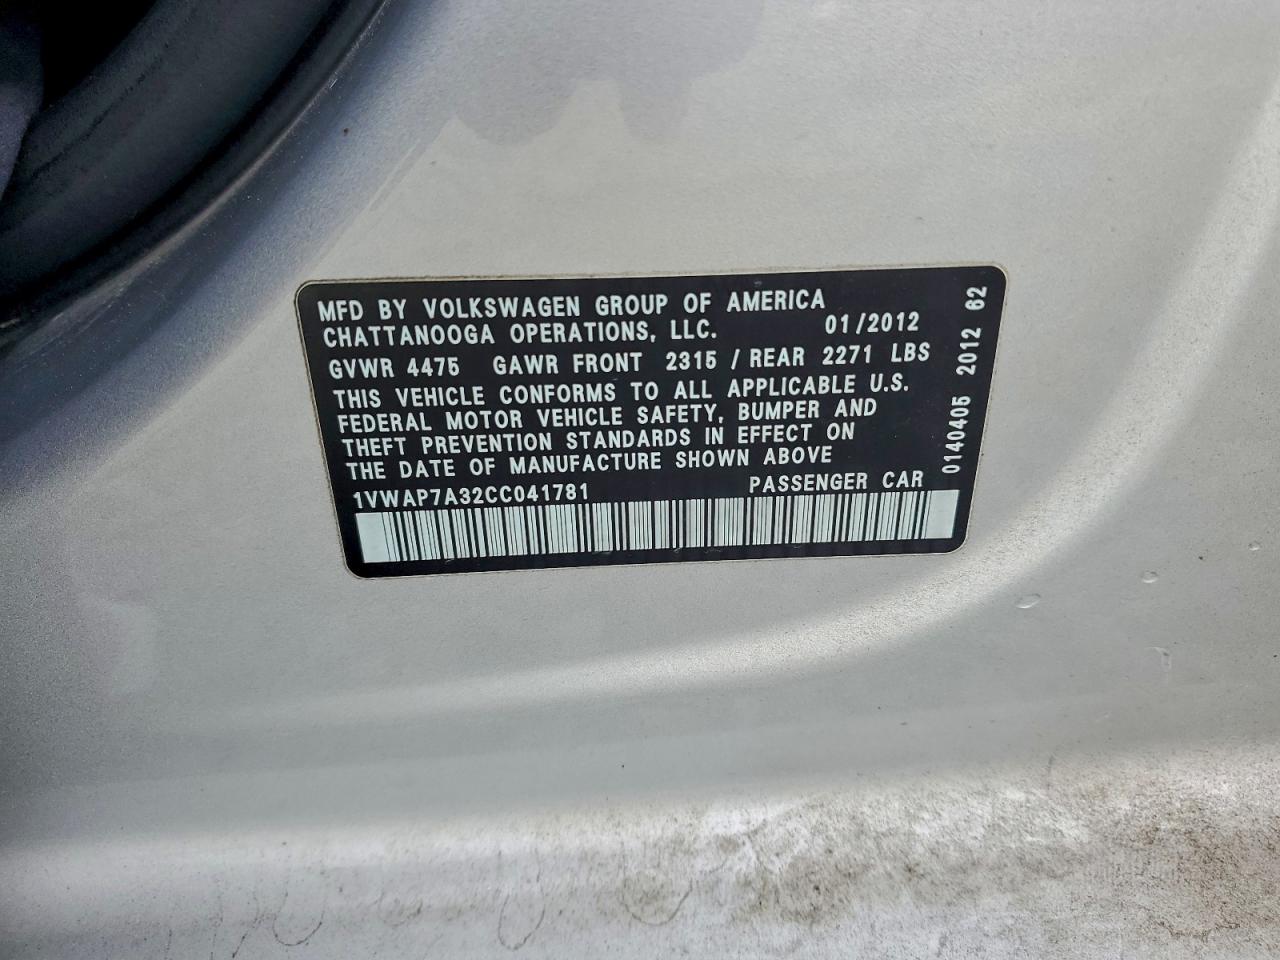 MFD BY VOLKSWAGEN GROUP OF AMERICA
CHATTANOOGA OPERATIONS, LLC. 01/2012
GVWR 4475 GAWR FRONT 2315 / REAR 2271 LBS
THIS VEHICLE CONFORMS TO ALL APPLICABLE U.S.
FEDERAL MOTOR VEHICLE SAFETY, BUMPER AND
THEFT PREVENTION STANDARDS IN EFFECT ON
THE DATE OF MANUFACTURE SHOWN ABOVE
1VWAP7A32CC041781 PASSENGER CAR
0140405 2012 62